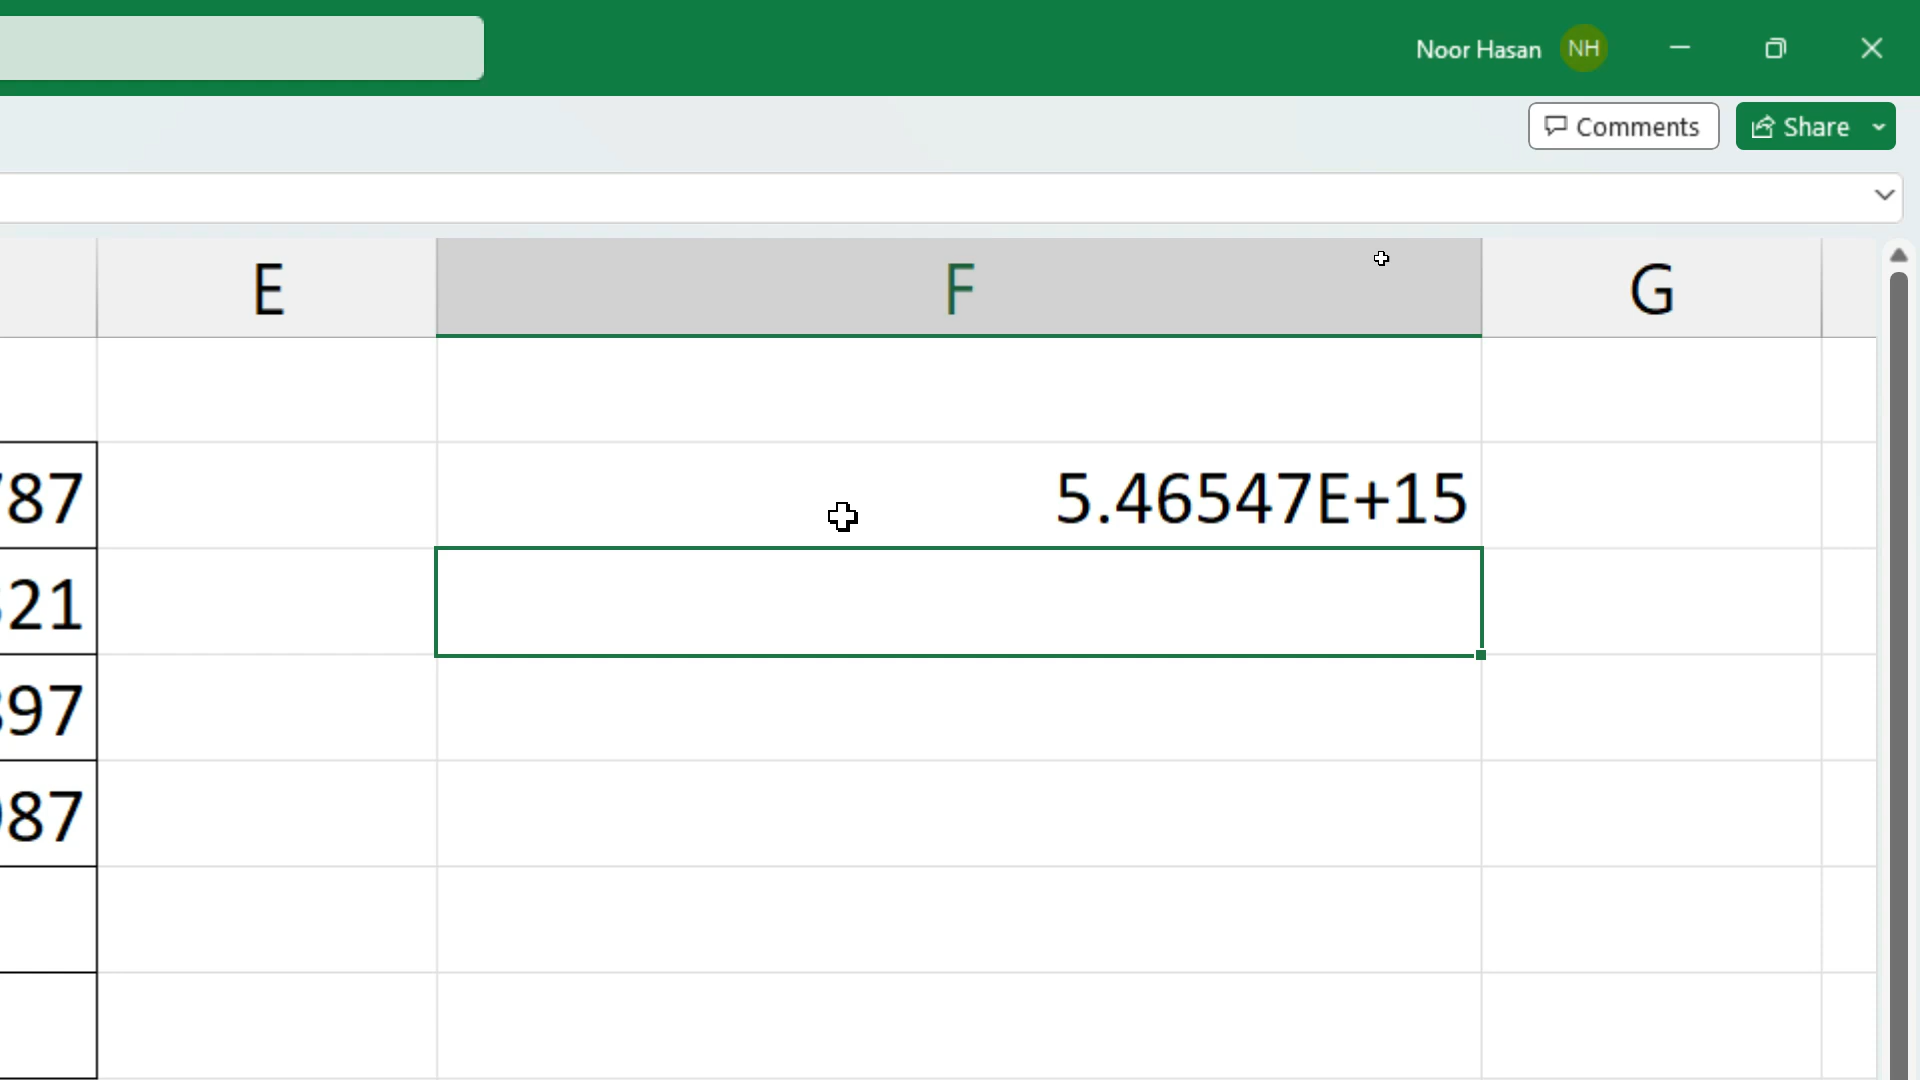 Noor Hasan NH
Comments Share
E F G
87 5.46547E+15
21
97
87